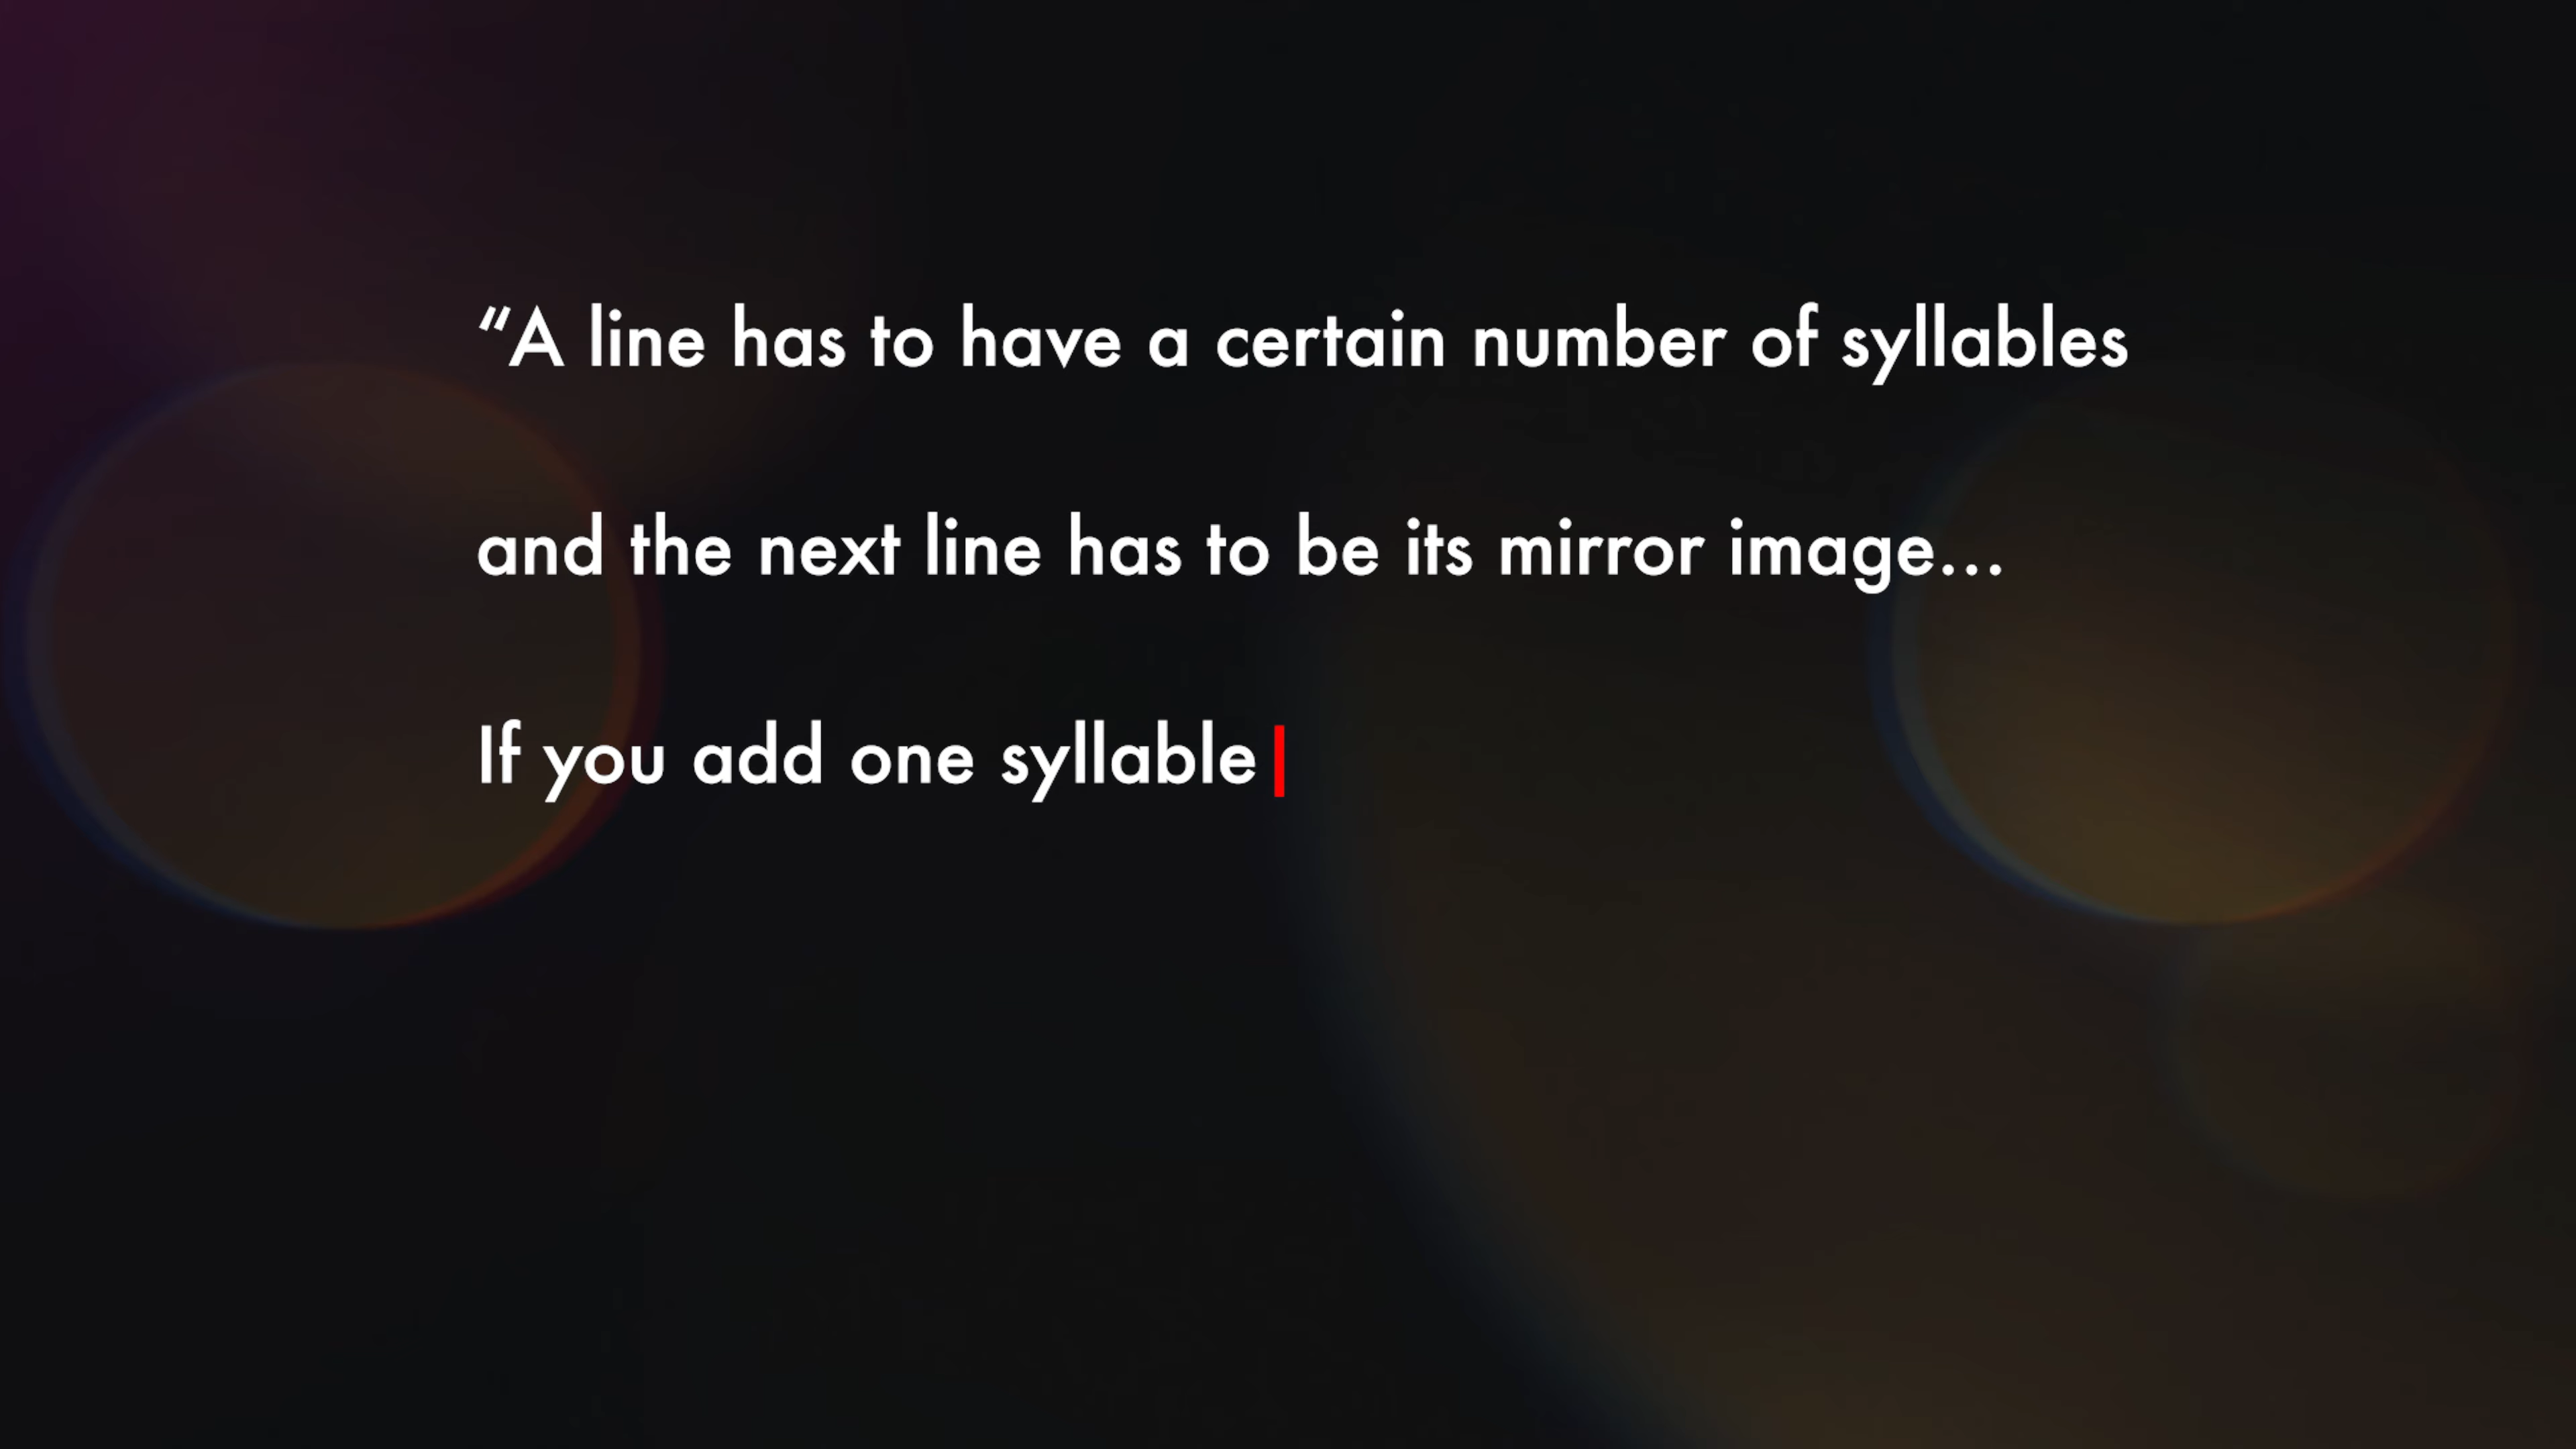 “A line has to have a certain number of syllables
and the next line has to be its mirror image...
If you add one syllable